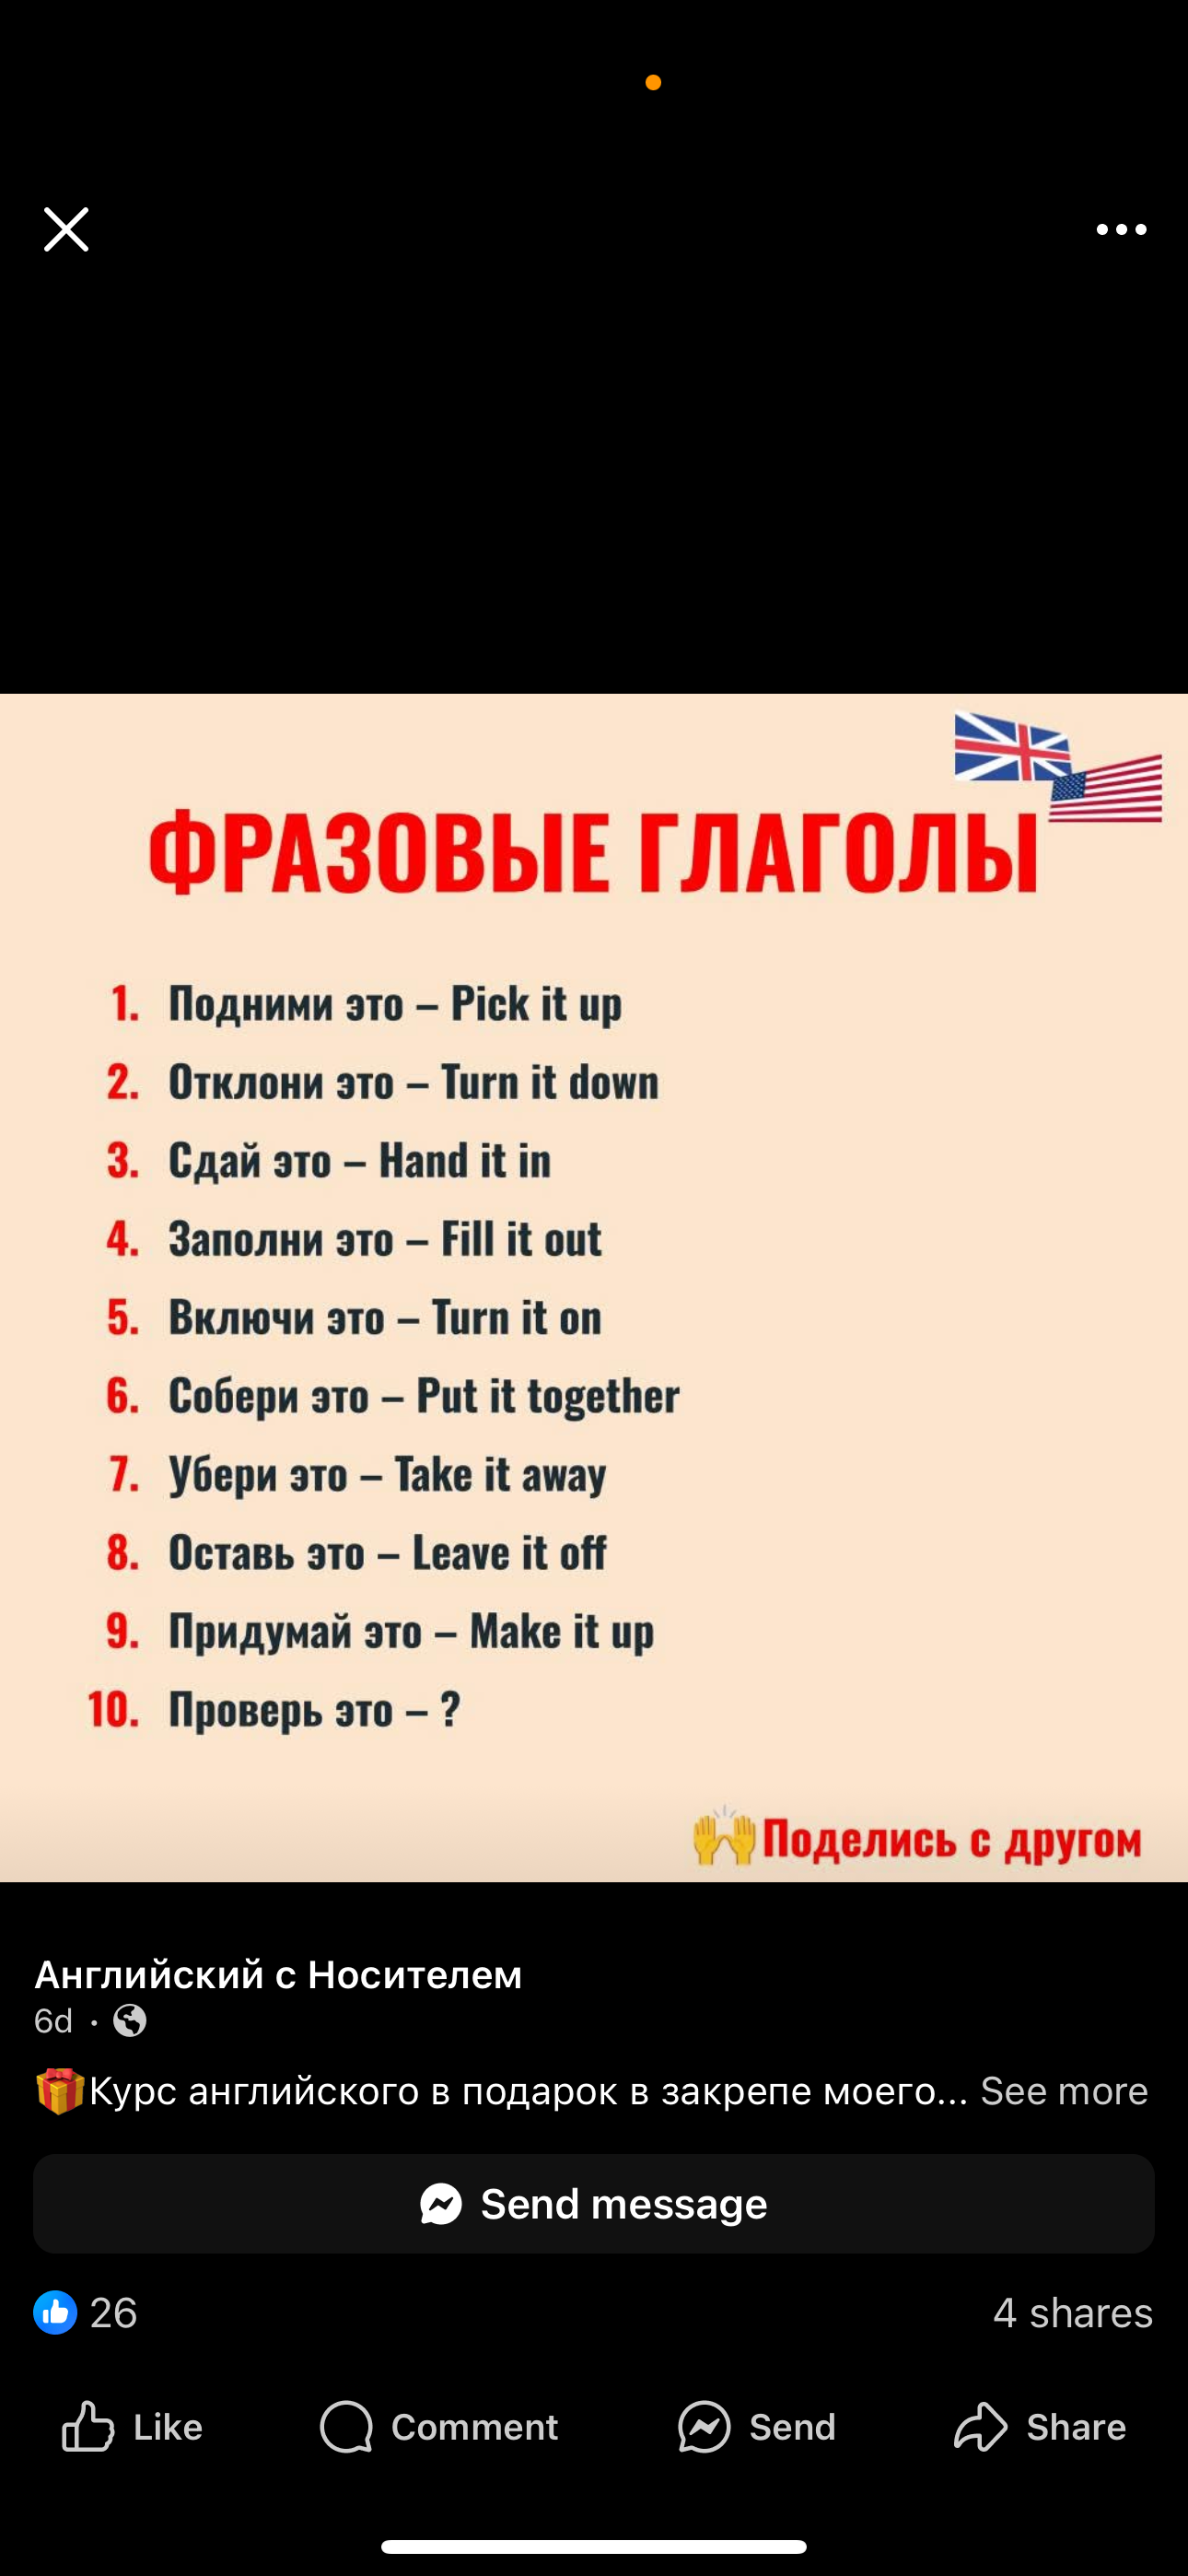 ФРАЗОВЫЕ ГЛАГОЛЫ
1. Подними это – Pick it up
2. Отклони это – Turn it down
3. Сдай это – Hand it in
4. Заполни это – Fill it out
5. Включи это – Turn it on
6. Собери это – Put it together
7. Убери это – Take it away
8. Оставь это – Leave it off
9. Придумай это – Make it up
10. Проверь это – ?
🙌Поделись с другом
Английский с Носителем
6d ·
🎁Курс английского в подарок в закрепе моего... See more
Send message
26 4 shares
Like Comment Send Share